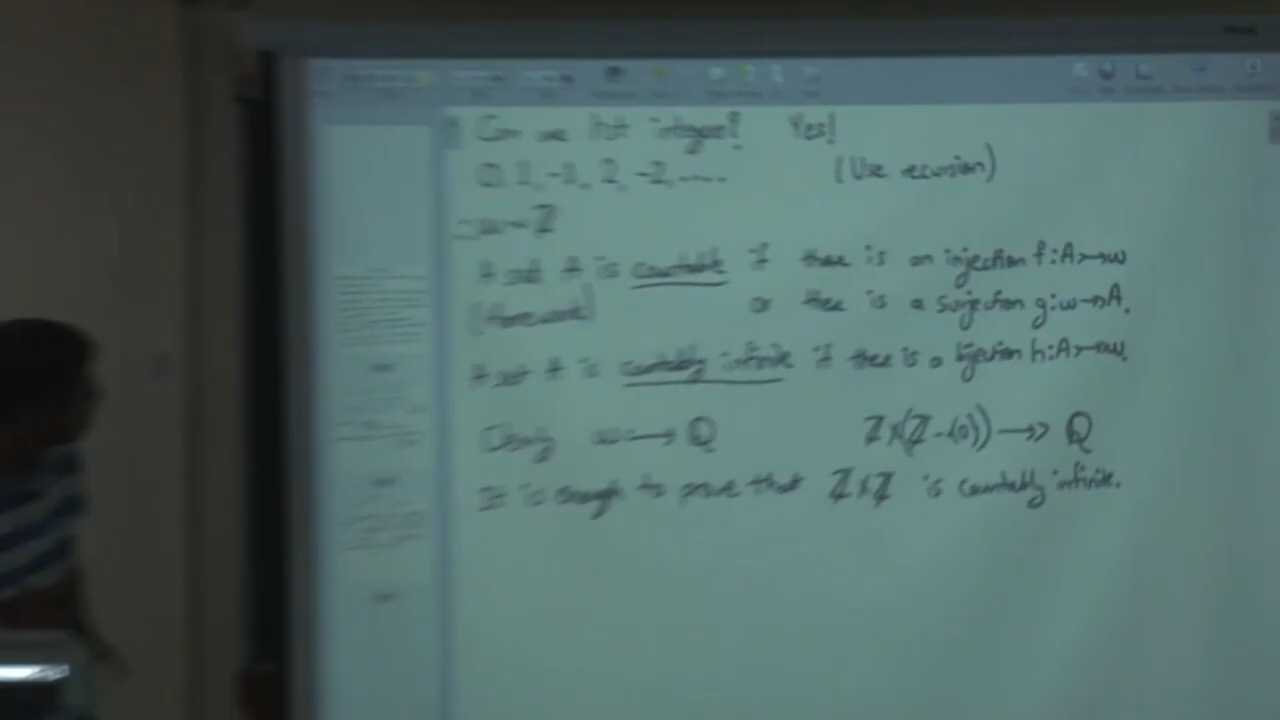 Can we list integers? Yes!
0, 1, -1, 2, -2, .... (Use recursion)
ω ~ ℤ
A set A is countable if there is an injection f: A ↣ ω
(Homework) or there is a surjection g: ω ↠ A.
A set A is countably infinite if there is a bijection h: A ↣↠ ω.
Clearly ω ↣ ℚ ℤ×(ℤ-{0}) ↠ ℚ
It is enough to prove that ℤ×ℤ is countably infinite.